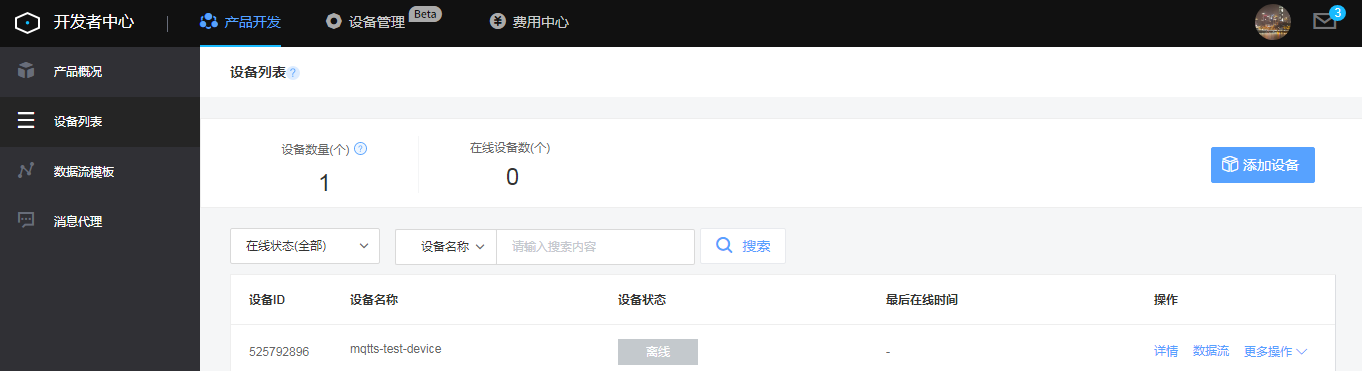 开发者中心 产品开发 设备管理 Beta 费用中心 3
产品概况
设备列表
数据流模板
消息代理
设备列表 ?
设备数量(个) ? 在线设备数(个)
1 0
添加设备
在线状态(全部) 设备名称 请输入搜索内容 搜索
设备ID 设备名称 设备状态 最后在线时间 操作
525792896 mqtts-test-device 离线 - 详情 数据流 更多操作